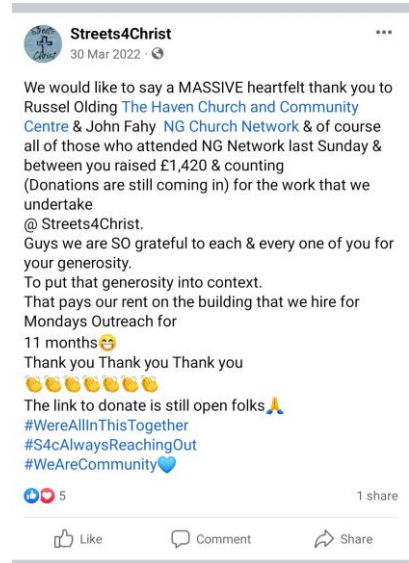 Streets4Christ
30 Mar 2022 ·
We would like to say a MASSIVE heartfelt thank you to
Russel Olding The Haven Church and Community
Centre & John Fahy NG Church Network & of course
all of those who attended NG Network last Sunday &
between you raised £1,420 & counting
(Donations are still coming in) for the work that we
undertake
@ Streets4Christ.
Guys we are SO grateful to each & every one of you for
your generosity.
To put that generosity into context.
That pays our rent on the building that we hire for
Mondays Outreach for
11 months😁
Thank you Thank you Thank you
👏👏👏👏👏👏👏
The link to donate is still open folks🙏
#WereAllInThisTogether
#S4cAlwaysReachingOut
#WeAreCommunity💙
5
1 share
Like
Comment
Share